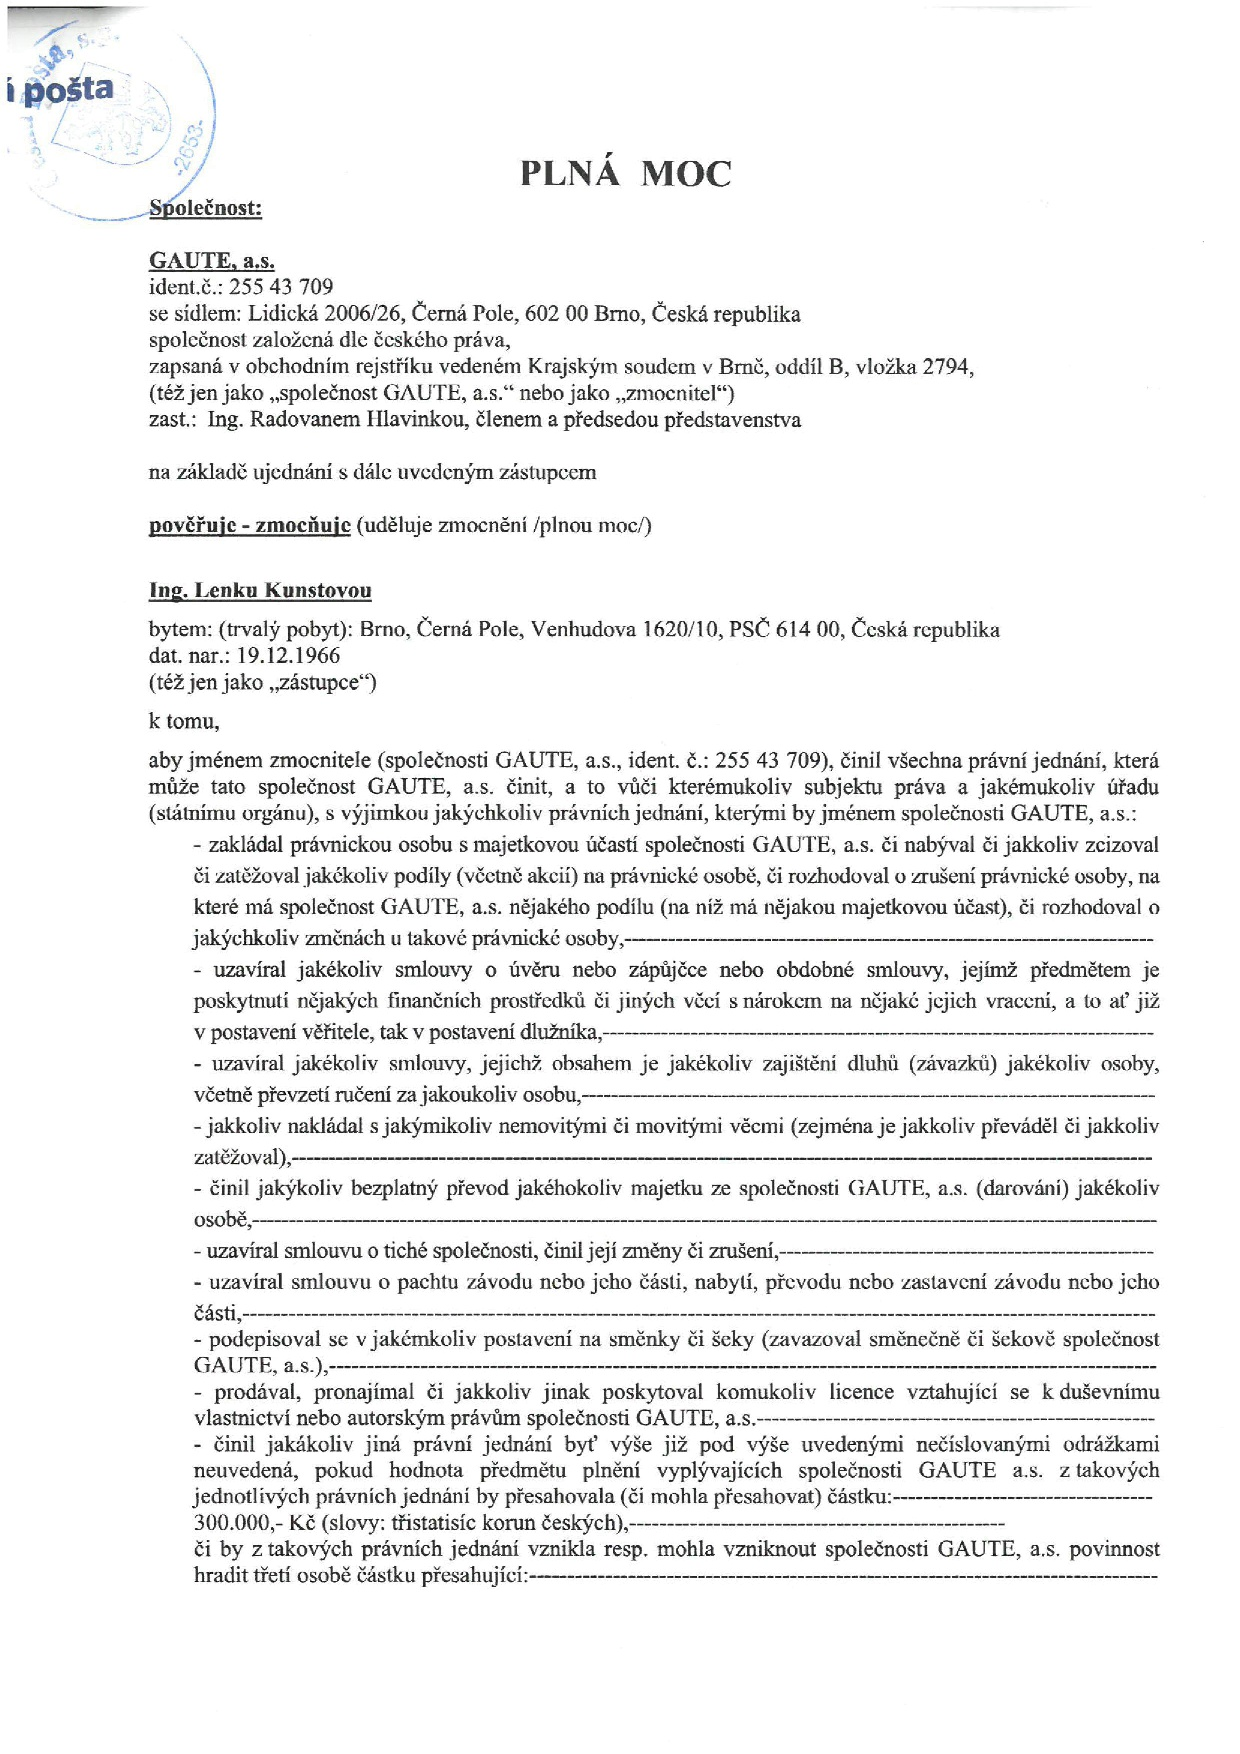 pošta, s.
í pošta
-2653-
PLNÁ MOC
Společnost:
GAUTE, a.s.
ident.č.: 255 43 709
se sídlem: Lidická 2006/26, Černá Pole, 602 00 Brno, Česká republika
společnost založená dle českého práva,
zapsaná v obchodním rejstříku vedeném Krajským soudem v Brně, oddíl B, vložka 2794,
(též jen jako „společnost GAUTE, a.s.“ nebo jako „zmocnitel“)
zast.: Ing. Radovanem Hlavinkou, členem a předsedou představenstva
na základě ujednání s dále uvedeným zástupcem
pověřuje - zmocňuje (uděluje zmocnění /plnou moc/)
Ing. Lenku Kunstovou
bytem: (trvalý pobyt): Brno, Černá Pole, Venhudova 1620/10, PSČ 614 00, Česká republika
dat. nar.: 19.12.1966
(též jen jako „zástupce“)
k tomu,
aby jménem zmocnitele (společnosti GAUTE, a.s., ident. č.: 255 43 709), činil všechna právní jednání, která
může tato společnost GAUTE, a.s. činit, a to vůči kterémukoliv subjektu práva a jakémukoliv úřadu
(státnímu orgánu), s výjimkou jakýchkoliv právních jednání, kterými by jménem společnosti GAUTE, a.s.:
- zakládal právnickou osobu s majetkovou účastí společnosti GAUTE, a.s. či nabýval či jakkoliv zcizoval
či zatěžoval jakékoliv podíly (včetně akcií) na právnické osobě, či rozhodoval o zrušení právnické osoby, na
které má společnost GAUTE, a.s. nějakého podílu (na níž má nějakou majetkovou účast), či rozhodoval o
jakýchkoliv změnách u takové právnické osoby,-----------------------------------------------------------------------
- uzavíral jakékoliv smlouvy o úvěru nebo zápůjčce nebo obdobné smlouvy, jejímž předmětem je
poskytnutí nějakých finančních prostředků či jiných věcí s nárokem na nějaké jejich vracení, a to ať již
v postavení věřitele, tak v postavení dlužníka,--------------------------------------------------------------------------
- uzavíral jakékoliv smlouvy, jejichž obsahem je jakékoliv zajištění dluhů (závazků) jakékoliv osoby,
včetně převzetí ručení za jakoukoliv osobu,-----------------------------------------------------------------------------
- jakkoliv nakládal s jakýmikoliv nemovitými či movitými věcmi (zejména je jakkoliv převáděl či jakkoliv
zatěžoval),-------------------------------------------------------------------------------------------------------------------
- činil jakýkoliv bezplatný převod jakéhokoliv majetku ze společnosti GAUTE, a.s. (darování) jakékoliv
osobě,-------------------------------------------------------------------------------------------------------------------------
- uzavíral smlouvu o tiché společnosti, činil její změny či zrušení,--------------------------------------------------
- uzavíral smlouvu o pachtu závodu nebo jeho části, nabytí, převodu nebo zastavení závodu nebo jeho
části,--------------------------------------------------------------------------------------------------------------------------
- podepisoval se v jakémkoliv postavení na směnky či šeky (zavazoval směnečně či šekově společnost
GAUTE, a.s.),---------------------------------------------------------------------------------------------------------------
- prodával, pronajímal či jakkoliv jinak poskytoval komukoliv licence vztahující se k duševnímu
vlastnictví nebo autorským právům společnosti GAUTE, a.s.-----------------------------------------------------
- činil jakákoliv jiná právní jednání byť výše již pod výše uvedenými nečíslovanými odrážkami
neuvedená, pokud hodnota předmětu plnění vyplývajících společnosti GAUTE a.s. z takových
jednotlivých právních jednání by přesahovala (či mohla přesahovat) částku:-----------------------------------
300.000,- Kč (slovy: třistatisíc korun českých),--------------------------------------------------
či by z takových právních jednání vznikla resp. mohla vzniknout společnosti GAUTE, a.s. povinnost
hradit třetí osobě částku přesahující:------------------------------------------------------------------------------------